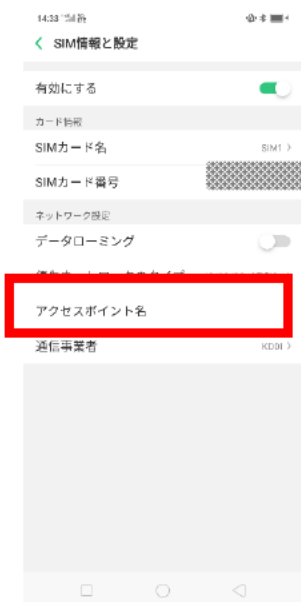 14:33
SIM情報と設定
有効にする
カード情報
SIMカード名 SIM1
SIMカード番号
ネットワーク設定
データローミング
アクセスポイント名
通信事業者 KDDI